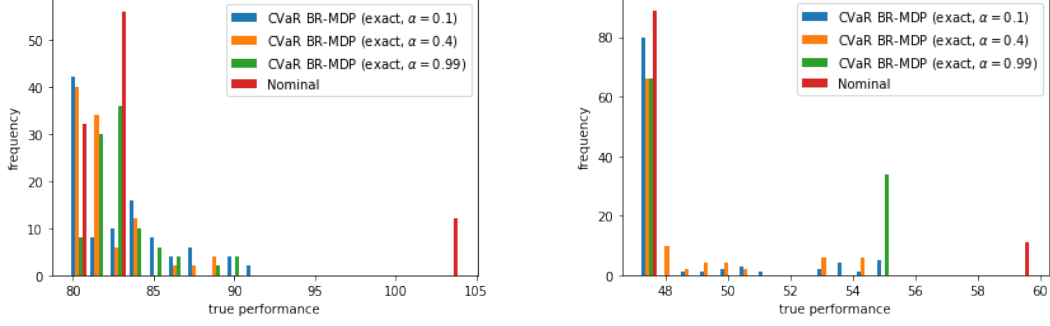 CVaR BR-MDP (exact, α = 0.1)
CVaR BR-MDP (exact, α = 0.4)
CVaR BR-MDP (exact, α = 0.99)
Nominal
50
40
30
20
10
0
frequency
80 85 90 95 100 105
true performance
CVaR BR-MDP (exact, α = 0.1)
CVaR BR-MDP (exact, α = 0.4)
CVaR BR-MDP (exact, α = 0.99)
Nominal
80
60
40
20
0
frequency
48 50 52 54 56 58 60
true performance